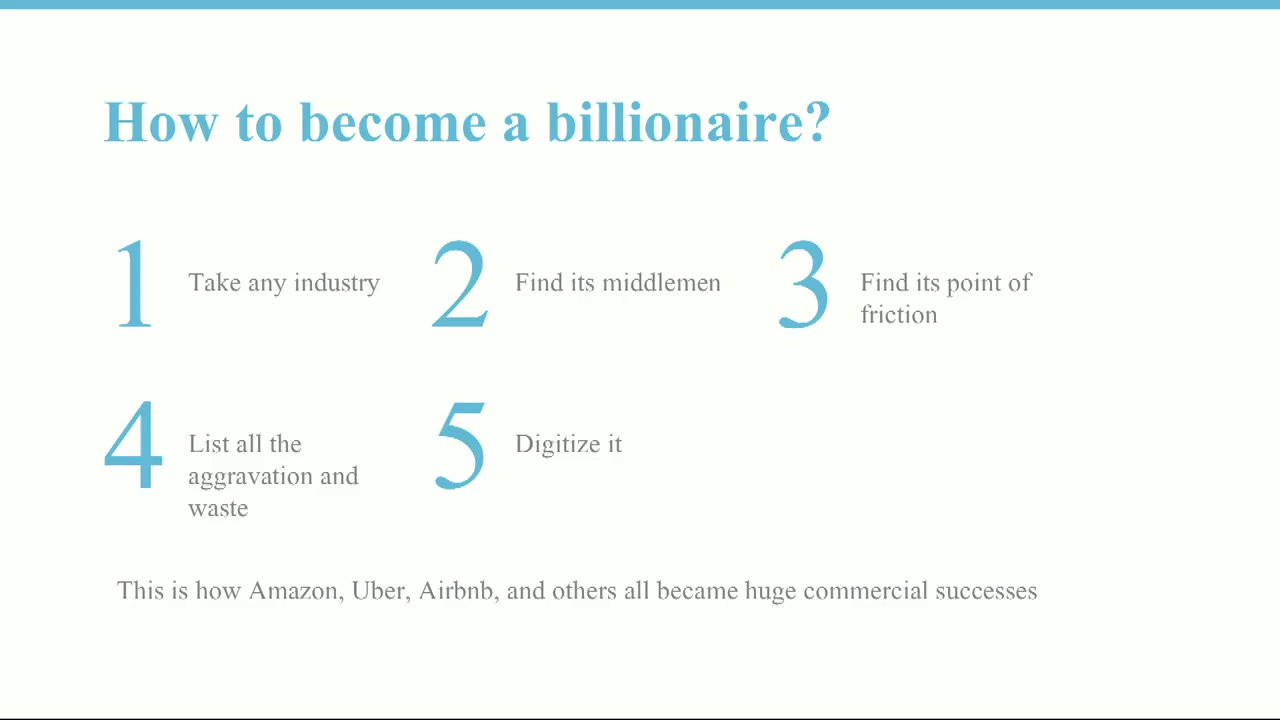 How to become a billionaire?
1
Take any industry
2
Find its middlemen
3
Find its point of
friction
4
List all the
aggravation and
waste
5
Digitize it
This is how Amazon, Uber, Airbnb, and others all became huge commercial successes